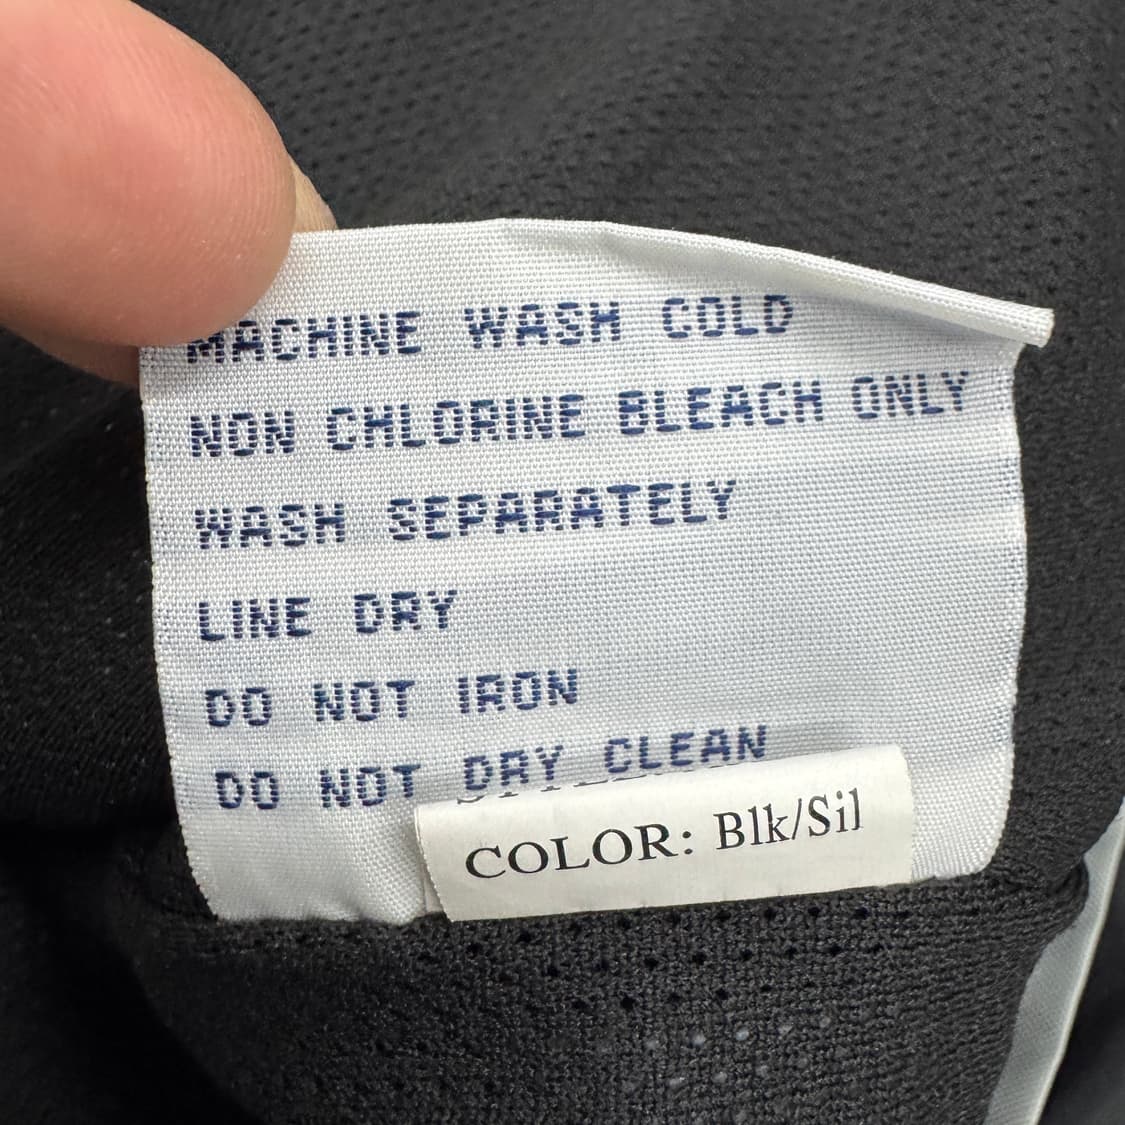 MACHINE WASH COLD
NON CHLORINE BLEACH ONLY
WASH SEPARATELY
LINE DRY
DO NOT IRON
DO NOT DRY CLEAN
COLOR: Blk/Sil